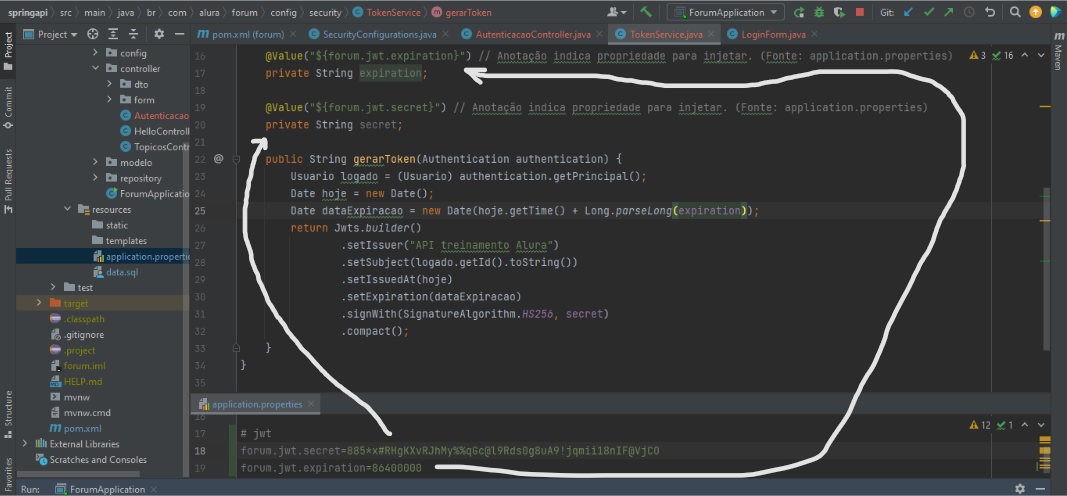 springapi › src › main › java › br › com › alura › forum › config › security › TokenService › gerarToken
ForumApplication
Git:
Project
pom.xml (forum)
SecurityConfigurations.java
AutenticacaoController.java
TokenService.java
LoginForm.java
config
controller
dto
form
Autenticacao
HelloControll
TopicosContr
modelo
repository
ForumApplication
resources
static
templates
application.propertie
data.sql
test
target
.classpath
.gitignore
.project
forum.iml
HELP.md
mvnw
mvnw.cmd
pom.xml
External Libraries
Scratches and Consoles
Project
Commit
Pull Requests
Structure
Favorites
Maven
3 16
16 @Value("${forum.jwt.expiration}") // Anotação indica propriedade para injetar. (Fonte: application.properties)
17 private String expiration;
18
19 @Value("${forum.jwt.secret}") // Anotação indica propriedade para injetar. (Fonte: application.properties)
20 private String secret;
21
22 @ public String gerarToken(Authentication authentication) {
23 Usuario logado = (Usuario) authentication.getPrincipal();
24 Date hoje = new Date();
25 Date dataExpiracao = new Date(hoje.getTime() + Long.parseLong(expiration));
26 return Jwts.builder()
27 .setIssuer("API treinamento Alura")
28 .setSubject(logado.getId().toString())
29 .setIssuedAt(hoje)
30 .setExpiration(dataExpiracao)
31 .signWith(SignatureAlgorithm.HS256, secret)
32 .compact();
33 }
34 }
35
application.properties
12 1
16
17 # jwt
18 forum.jwt.secret=885*x#RHgKXvRJhMy%%qGc@l9RdsOg8uA9!jqmii18nIF@VjCO
19 forum.jwt.expiration=86400000
Run: ForumApplication